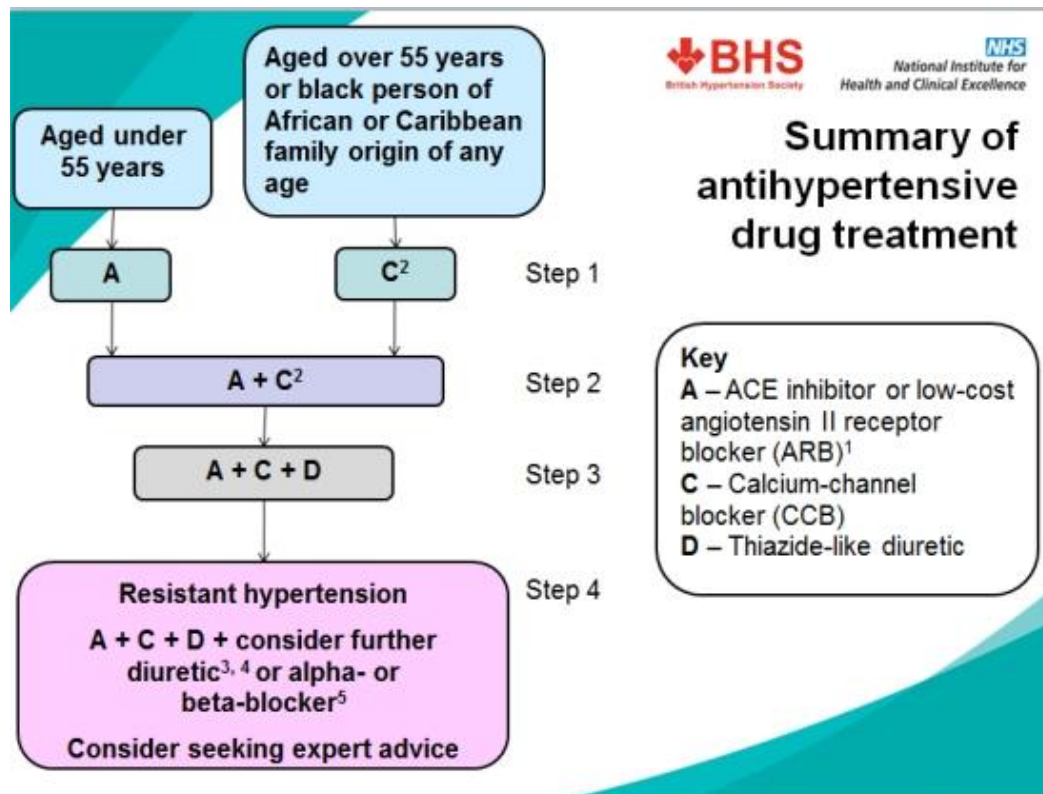 Aged under
55 years
Aged over 55 years
or black person of
African or Caribbean
family origin of any
age
BHS
British Hypertension Society
NHS
National Institute for
Health and Clinical Excellence
Summary of
antihypertensive
drug treatment
A
C²
Step 1
A + C²
Step 2
A + C + D
Step 3
Resistant hypertension
A + C + D + consider further
diuretic³, ⁴ or alpha- or
beta-blocker⁵
Consider seeking expert advice
Step 4
Key
A – ACE inhibitor or low-cost
angiotensin II receptor
blocker (ARB)¹
C – Calcium-channel
blocker (CCB)
D – Thiazide-like diuretic